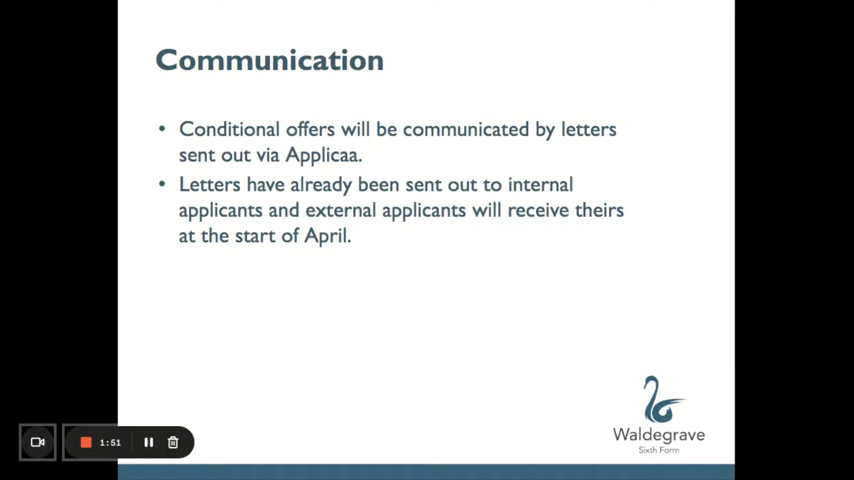 Communication
• Conditional offers will be communicated by letters
sent out via Applicaa.
• Letters have already been sent out to internal
applicants and external applicants will receive theirs
at the start of April.
Waldegrave
Sixth Form
1:51